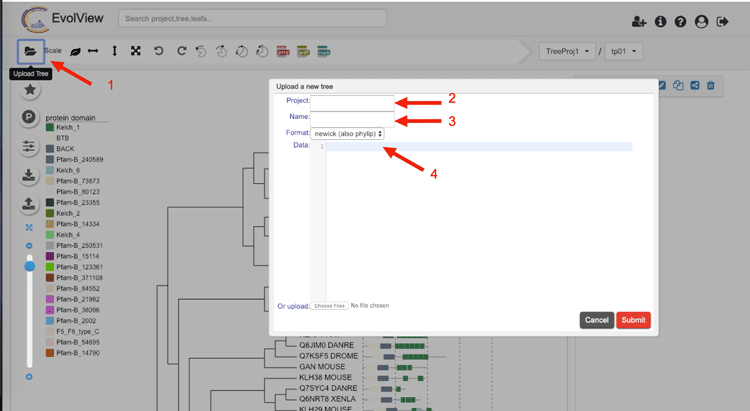 EvolView
Search project,tree,leafs..
Scale
TreeProj1 / tp01
Upload Tree
1
Upload a new tree
Project:
2
Name:
3
Format: newick (also phylip)
Data: 1
4
Or upload: Choose Files No file chosen
Cancel Submit
P
protein domain
Kelch_1
BTB
BACK
Pfam-B_240589
Kelch_6
Pfam-B_73873
Pfam-B_80123
Pfam-B_23355
Kelch_2
Pfam-B_14334
Kelch_4
Pfam-B_250531
Pfam-B_15114
Pfam-B_123361
Pfam-B_371108
Pfam-B_84552
Pfam-B_21982
Pfam-B_38096
Pfam-B_2002
F5_F8_type_C
Pfam-B_54695
Pfam-B_14790
Q8JIM0 DANRE
Q7KSF5 DROME
GAN MOUSE
KLH38 MOUSE
Q7SYC4 DANRE
Q6NRT8 XENLA
KLH29 MOUSE